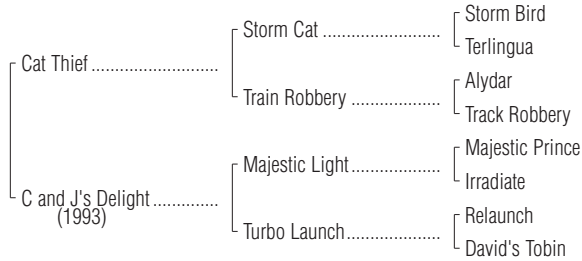 Storm Bird
Storm Cat ........................
Terlingua
Cat Thief ..........................
Alydar
Train Robbery ..................
Track Robbery
Majestic Prince
Majestic Light ..................
Irradiate
C and J's Delight .............
(1993)
Relaunch
Turbo Launch ...................
David's Tobin